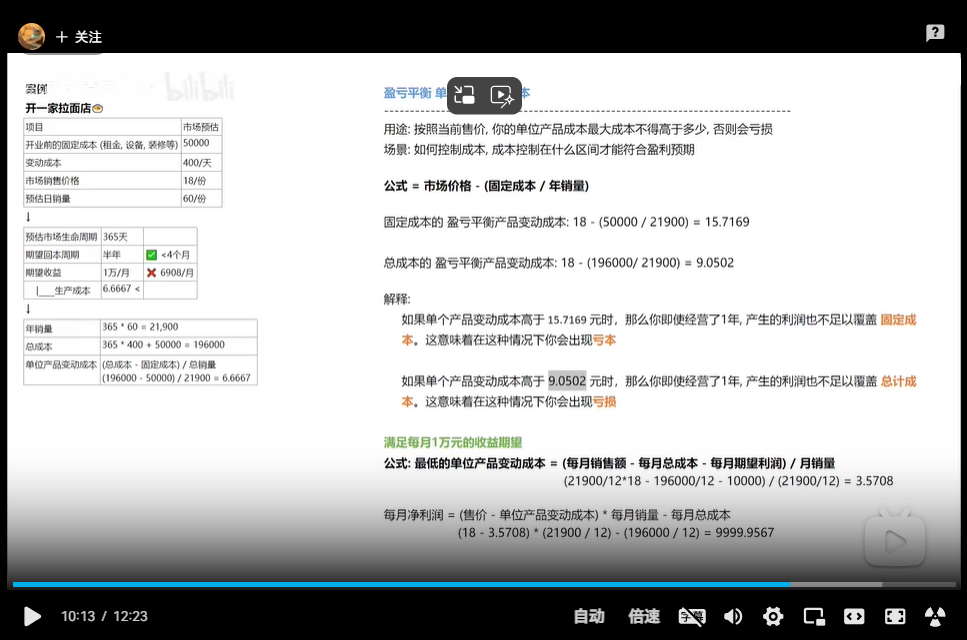 + 关注
?
案例
bilibili
开一家拉面店
项目 市场预估
开业前的固定成本 (租金, 设备, 装修等) 50000
变动成本 400/天
市场销售价格 18/份
预估日销量 60/份
↓
预估市场生命周期 365天
期望回本周期 半年 ✅ <4个月
期望收益 1万/月 ❌ 6908/月
|___生产成本 6.6667 <
↓
年销量 365 * 60 = 21,900
总成本 365 * 400 + 50000 = 196000
单位产品变动成本 (总成本 - 固定成本) / 总销量
(196000 - 50000) / 21900 = 6.6667
盈亏平衡 单 本
用途: 按照当前售价, 你的单位产品成本最大成本不得高于多少, 否则会亏损
场景: 如何控制成本, 成本控制在什么区间才能符合盈利预期
公式 = 市场价格 - (固定成本 / 年销量)
固定成本的 盈亏平衡产品变动成本: 18 - (50000 / 21900) = 15.7169
总成本的 盈亏平衡产品变动成本: 18 - (196000/ 21900) = 9.0502
解释:
如果单个产品变动成本高于 15.7169 元时，那么你即使经营了1年, 产生的利润也不足以覆盖 固定成
本。这意味着在这种情况下你会出现亏本
如果单个产品变动成本高于 9.0502 元时，那么你即使经营了1年, 产生的利润也不足以覆盖 总计成
本。这意味着在这种情况下你会出现亏损
满足每月1万元的收益期望
公式: 最低的单位产品变动成本 = (每月销售额 - 每月总成本 - 每月期望利润) / 月销量
(21900/12*18 - 196000/12 - 10000) / (21900/12) = 3.5708
每月净利润 = (售价 - 单位产品变动成本) * 每月销量 - 每月总成本
(18 - 3.5708) * (21900 / 12) - (196000 / 12) = 9999.9567
10:13 / 12:23
自动 倍速 字幕